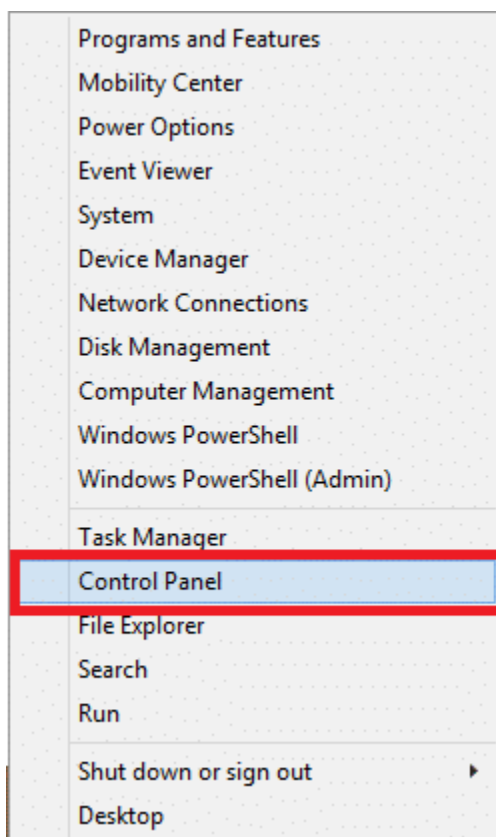 Programs and Features
Mobility Center
Power Options
Event Viewer
System
Device Manager
Network Connections
Disk Management
Computer Management
Windows PowerShell
Windows PowerShell (Admin)
Task Manager
Control Panel
File Explorer
Search
Run
Shut down or sign out
Desktop